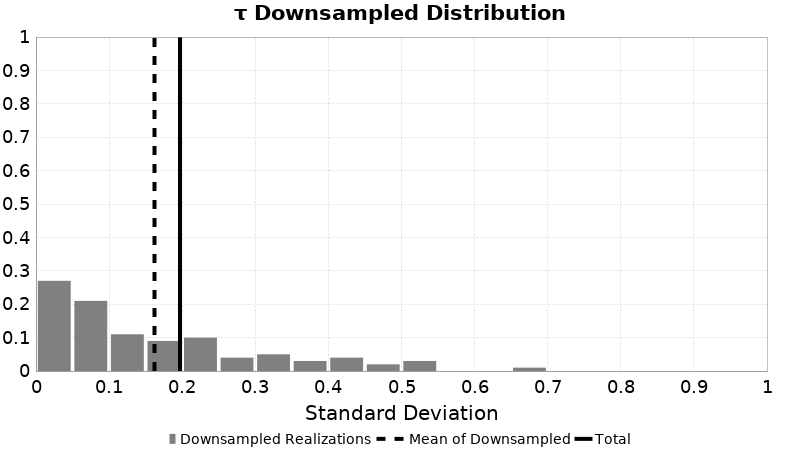 τ Downsampled Distribution
1
0.9
0.8
0.7
0.6
0.5
0.4
0.3
0.2
0.1
0
0 0.1 0.2 0.3 0.4 0.5 0.6 0.7 0.8 0.9 1
Standard Deviation
Downsampled Realizations Mean of Downsampled Total